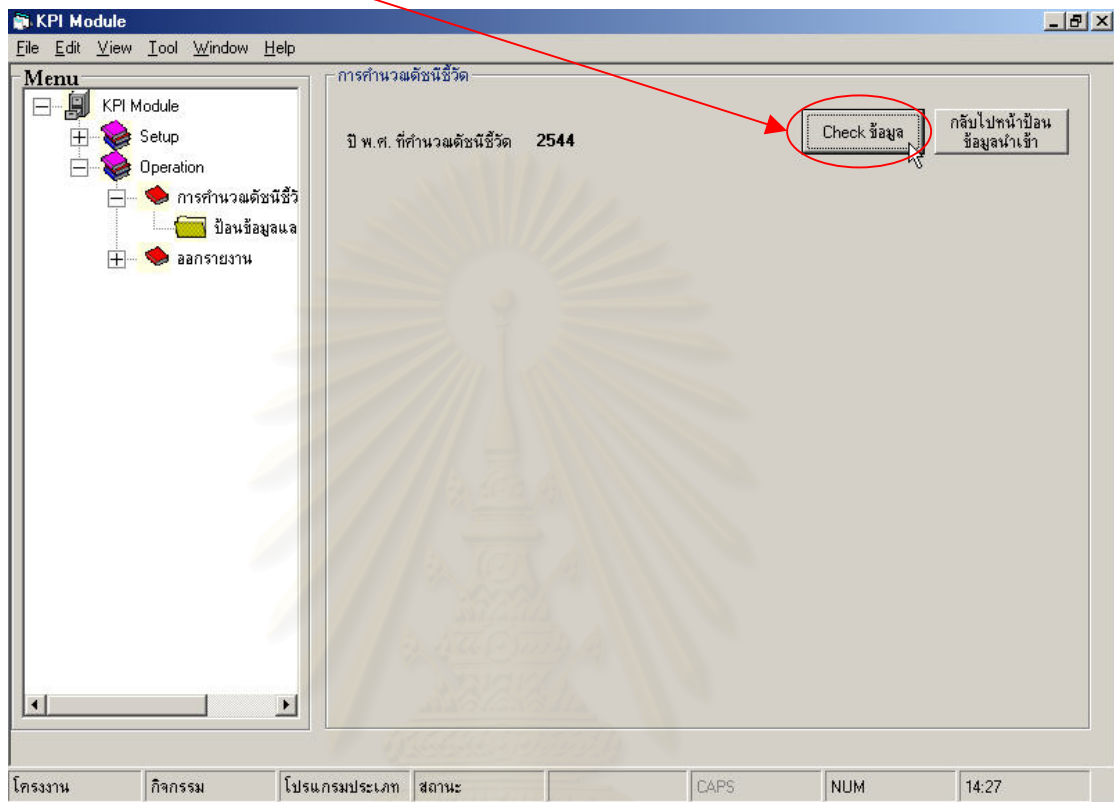 KPI Module
File Edit View Tool Window Help
Menu
KPI Module
Setup
Operation
การคำนวณดัชนีชี้วั
ป้อนข้อมูลแล
ออกรายงาน
การคำนวณดัชนีชี้วัด
ปี พ.ศ. ที่คำนวณดัชนีชี้วัด 2544
Check ข้อมูล
กลับไปหน้าป้อน
ข้อมูลนำเข้า
โครงงาน กิจกรรม โปรแกรมประเภท สถานะ CAPS NUM 14:27